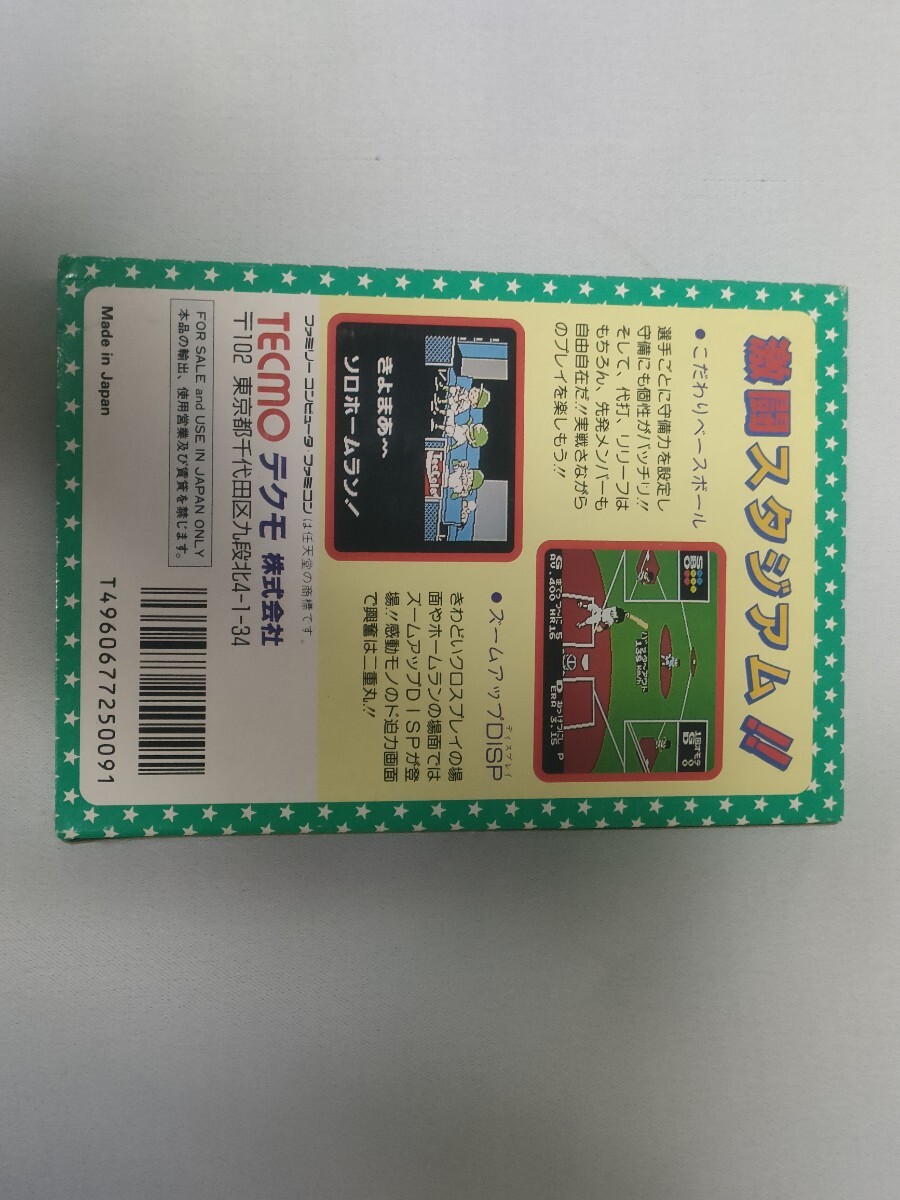 激闘スタジアム!!
●こだわりベースボール
選手ごとに守備力を設定し
守備にも個性がバッチリ!!
そして、代打、リリーフは
もちろん、先発メンバーも
自由自在だ!!実戦さながら
のプレイを楽しもう!!
1回オモテ
AV.400 HR16
ERA 3.15 P
●ズームアップDISP
ディスプレイ
きわどいクロスプレイの場
面やホームランの場面では
ズームアップDISPが登
場!!感動モノのド迫力画面
で興奮は二重丸!!
Tecmo
きよまあ〜
ソロホームラン!
ファミリーコンピュータ・ファミコンは任天堂の商標です。
TECMO テクモ 株式会社
〒102 東京都千代田区九段北4-1-34
FOR SALE and USE IN JAPAN ONLY
本品の輸出、使用営業及び賃貸を禁じます。
Made in Japan
T4960677250091